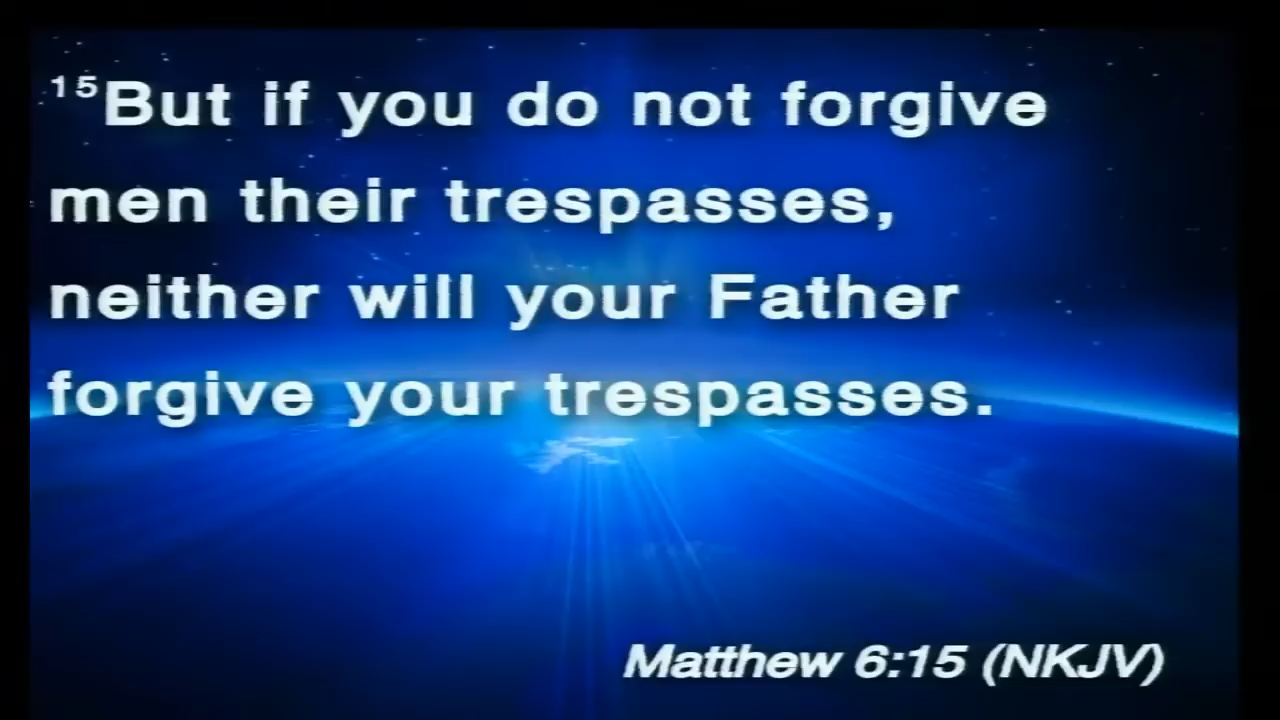 ¹⁵But if you do not forgive
men their trespasses,
neither will your Father
forgive your trespasses.
Matthew 6:15 (NKJV)